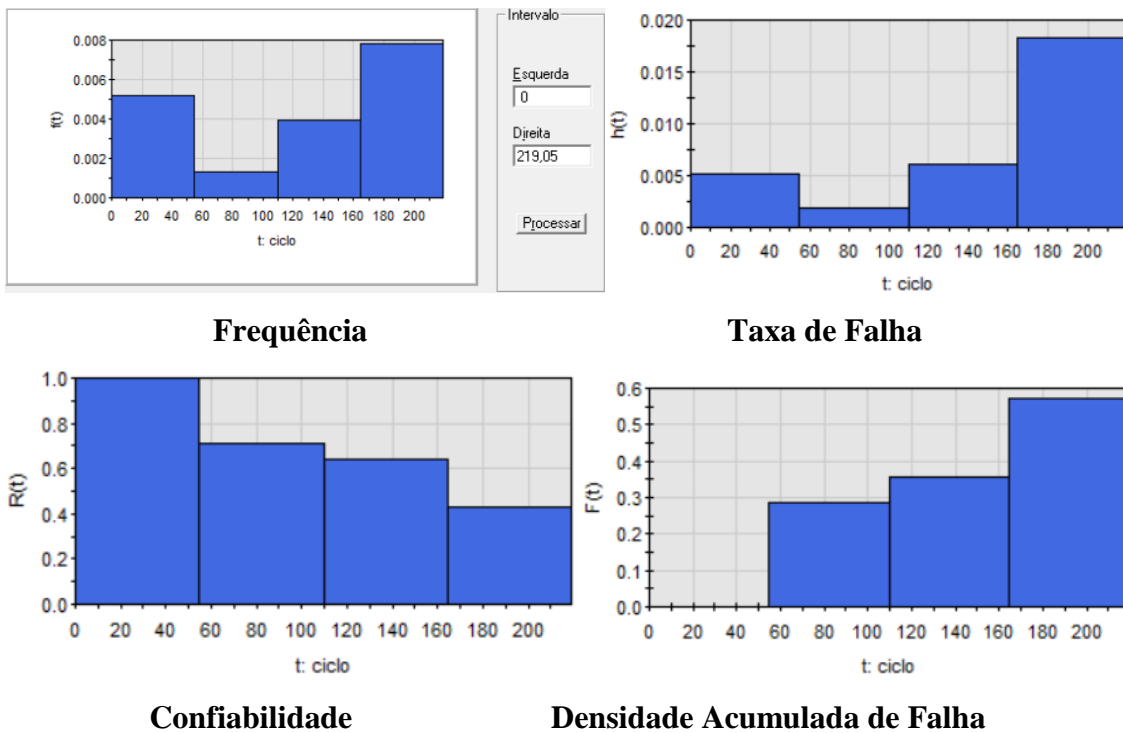 0.008
0.006
0.004
0.002
0.000
f(t)
0 20 40 60 80 100 120 140 160 180 200
t: ciclo
Intervalo
Esquerda
0
Direita
219,05
Processar
0.020
0.015
0.010
0.005
0.000
h(t)
0 20 40 60 80 100 120 140 160 180 200
t: ciclo
Frequência
Taxa de Falha
1.0
0.8
0.6
0.4
0.2
0.0
R(t)
0 20 40 60 80 100 120 140 160 180 200
t: ciclo
0.6
0.5
0.4
0.3
0.2
0.1
0.0
F(t)
0 20 40 60 80 100 120 140 160 180 200
t: ciclo
Confiabilidade
Densidade Acumulada de Falha